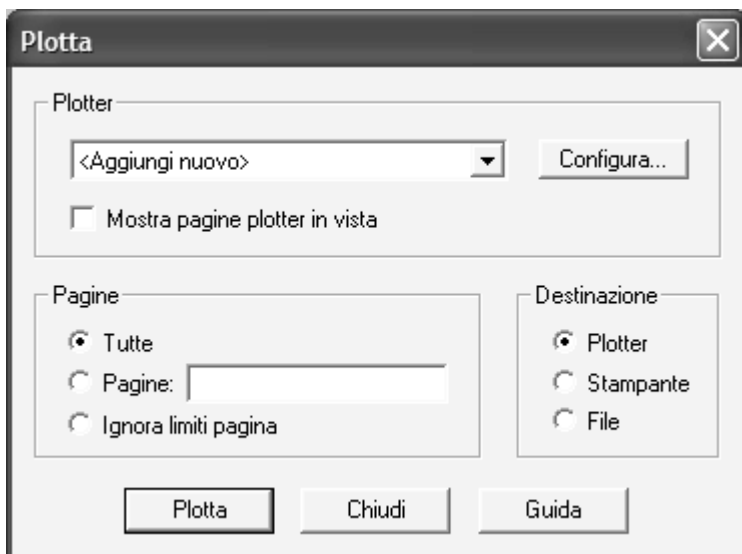 Plotta
Plotter
<Aggiungi nuovo>
Configura...
Mostra pagine plotter in vista
Pagine
Tutte
Pagine:
Ignora limiti pagina
Destinazione
Plotter
Stampante
File
Plotta
Chiudi
Guida